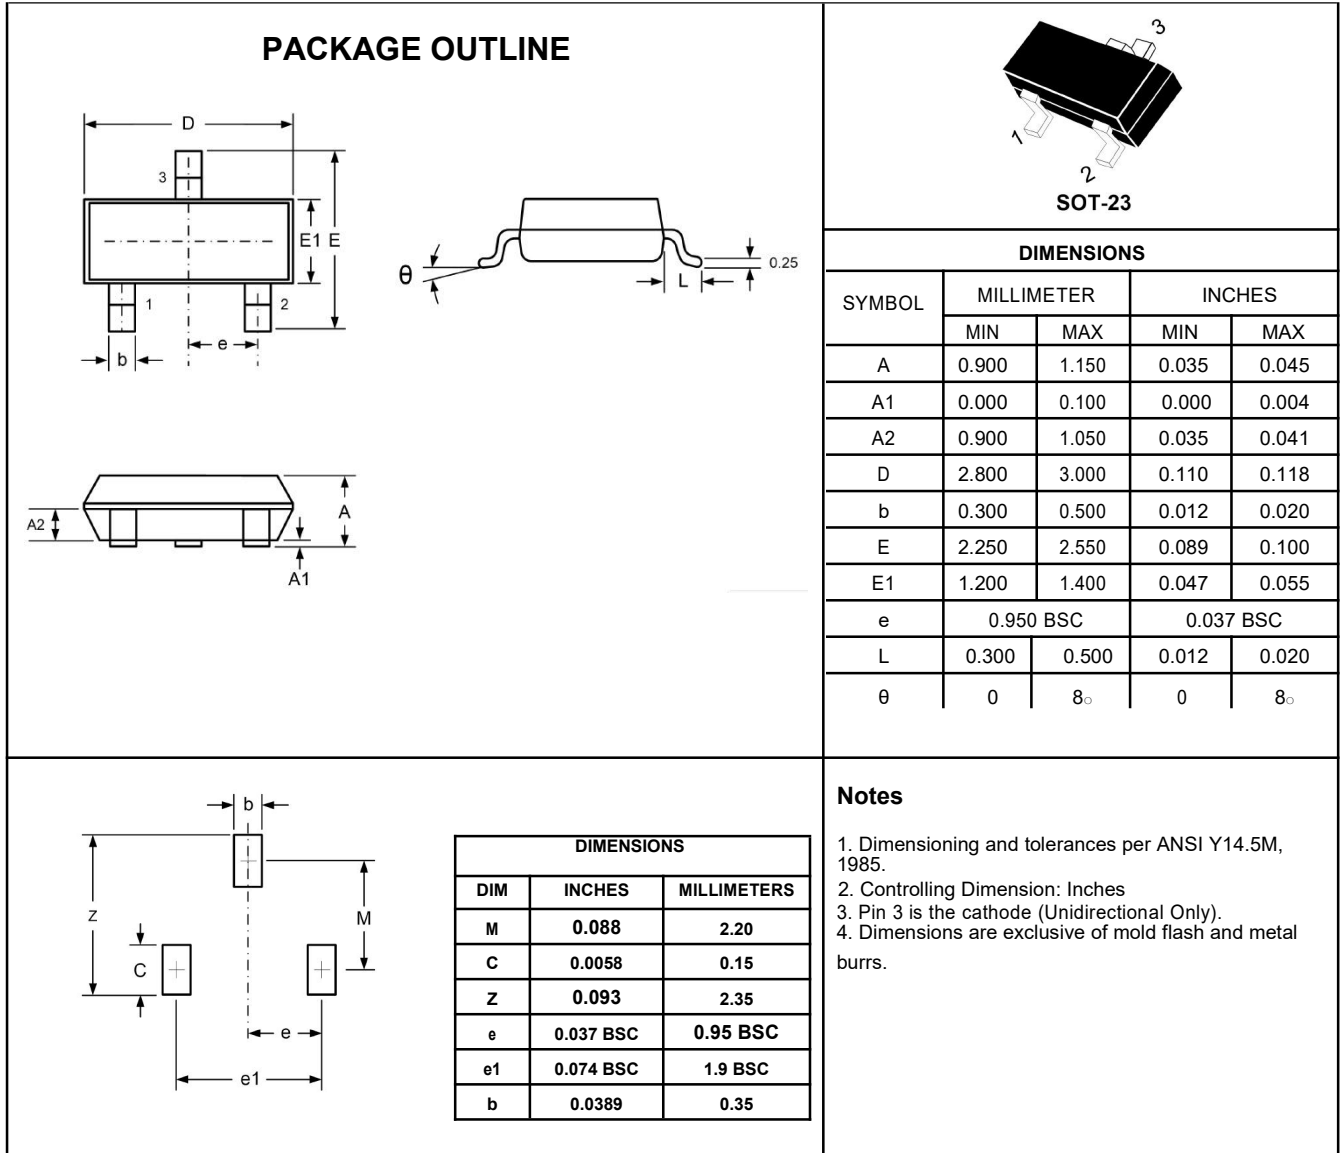 PACKAGE OUTLINE
D
3
E1 E
1
2
b
e
θ
L
0.25
A2
A
A1
3
1
2
SOT-23
DIMENSIONS
SYMBOL MILLIMETER INCHES
MIN MAX MIN MAX
A 0.900 1.150 0.035 0.045
A1 0.000 0.100 0.000 0.004
A2 0.900 1.050 0.035 0.041
D 2.800 3.000 0.110 0.118
b 0.300 0.500 0.012 0.020
E 2.250 2.550 0.089 0.100
E1 1.200 1.400 0.047 0.055
e 0.950 BSC 0.037 BSC
L 0.300 0.500 0.012 0.020
θ 0 8○ 0 8○
b
Z
M
C
e
e1
DIMENSIONS
DIM INCHES MILLIMETERS
M 0.088 2.20
C 0.0058 0.15
Z 0.093 2.35
e 0.037 BSC 0.95 BSC
e1 0.074 BSC 1.9 BSC
b 0.0389 0.35
Notes
1. Dimensioning and tolerances per ANSI Y14.5M,
1985.
2. Controlling Dimension: Inches
3. Pin 3 is the cathode (Unidirectional Only).
4. Dimensions are exclusive of mold flash and metal
burrs.